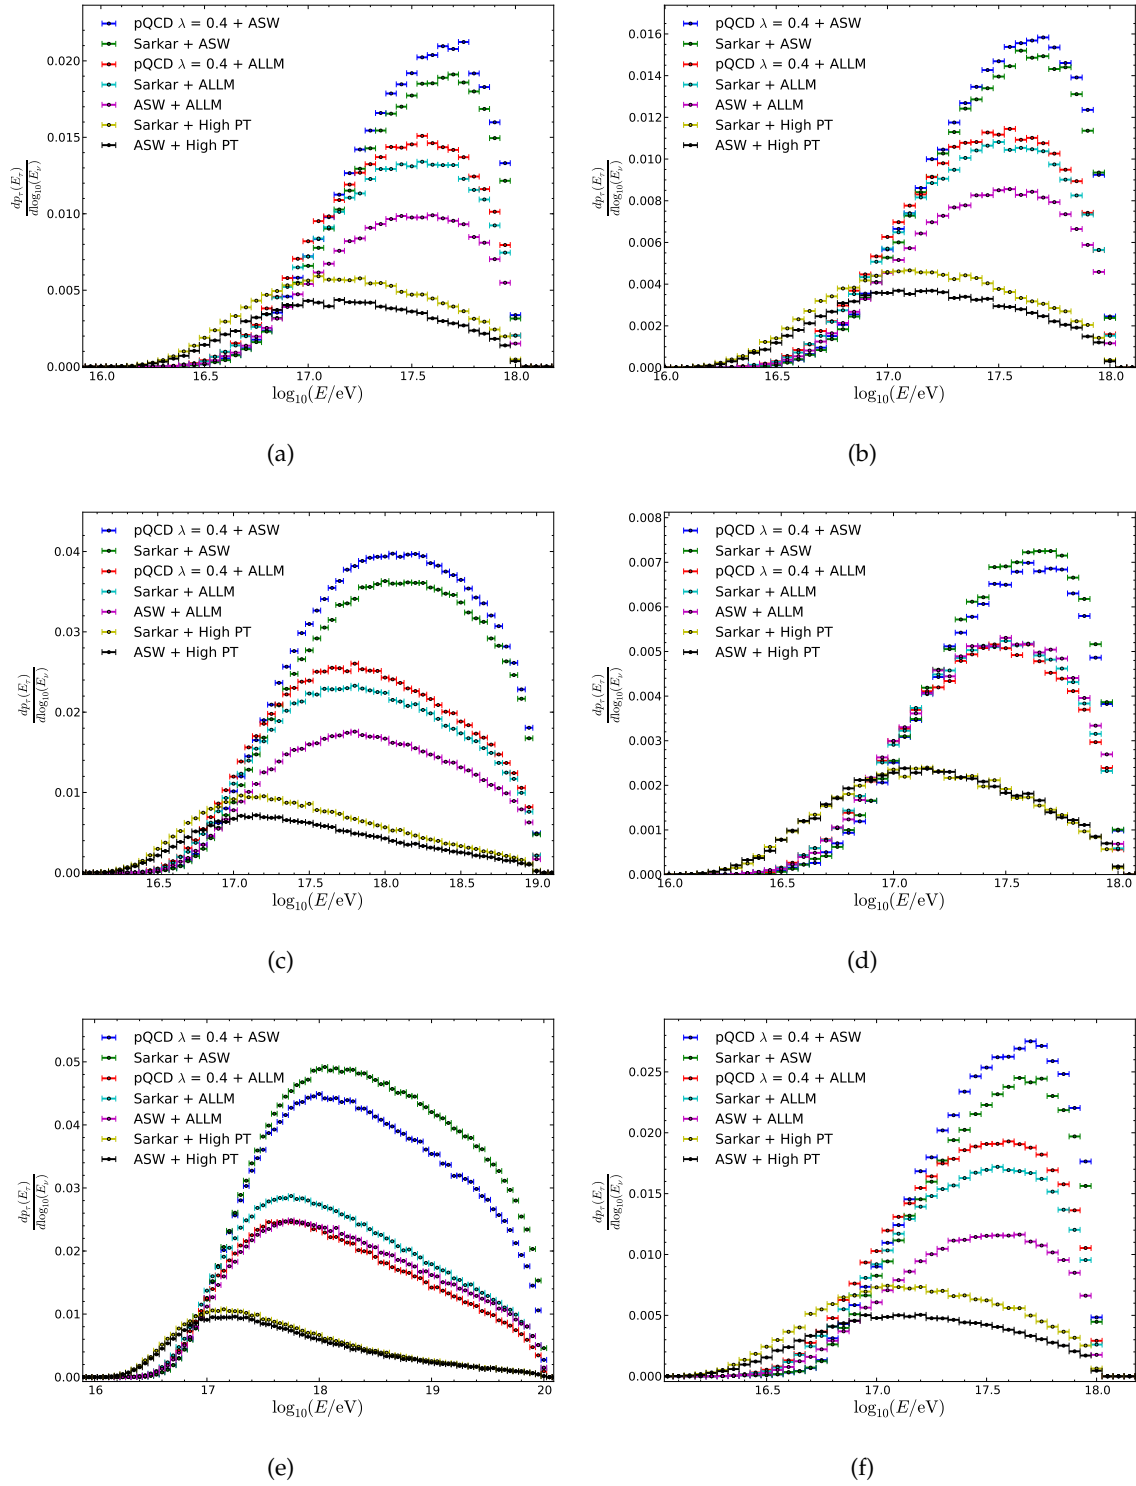 pQCD λ = 0.4 + ASW
Sarkar + ASW
pQCD λ = 0.4 + ALLM
Sarkar + ALLM
ASW + ALLM
Sarkar + High PT
ASW + High PT
0.020
0.015
0.010
0.005
0.000
dpτ(Eτ)
dlog10(Eν)
16.0 16.5 17.0 17.5 18.0
log10(E/eV)
(a)
pQCD λ = 0.4 + ASW
Sarkar + ASW
pQCD λ = 0.4 + ALLM
Sarkar + ALLM
ASW + ALLM
Sarkar + High PT
ASW + High PT
0.016
0.014
0.012
0.010
0.008
0.006
0.004
0.002
0.000
dpτ(Eτ)
dlog10(Eν)
16.0 16.5 17.0 17.5 18.0
log10(E/eV)
(b)
pQCD λ = 0.4 + ASW
Sarkar + ASW
pQCD λ = 0.4 + ALLM
Sarkar + ALLM
ASW + ALLM
Sarkar + High PT
ASW + High PT
0.04
0.03
0.02
0.01
0.00
dpτ(Eτ)
dlog10(Eν)
16.5 17.0 17.5 18.0 18.5 19.0
log10(E/eV)
(c)
pQCD λ = 0.4 + ASW
Sarkar + ASW
pQCD λ = 0.4 + ALLM
Sarkar + ALLM
ASW + ALLM
Sarkar + High PT
ASW + High PT
0.008
0.007
0.006
0.005
0.004
0.003
0.002
0.001
0.000
dpτ(Eτ)
dlog10(Eν)
16.0 16.5 17.0 17.5 18.0
log10(E/eV)
(d)
pQCD λ = 0.4 + ASW
Sarkar + ASW
pQCD λ = 0.4 + ALLM
Sarkar + ALLM
ASW + ALLM
Sarkar + High PT
ASW + High PT
0.05
0.04
0.03
0.02
0.01
0.00
dpτ(Eτ)
dlog10(Eν)
16 17 18 19 20
log10(E/eV)
(e)
pQCD λ = 0.4 + ASW
Sarkar + ASW
pQCD λ = 0.4 + ALLM
Sarkar + ALLM
ASW + ALLM
Sarkar + High PT
ASW + High PT
0.025
0.020
0.015
0.010
0.005
0.000
dpτ(Eτ)
dlog10(Eν)
16.5 17.0 17.5 18.0
log10(E/eV)
(f)